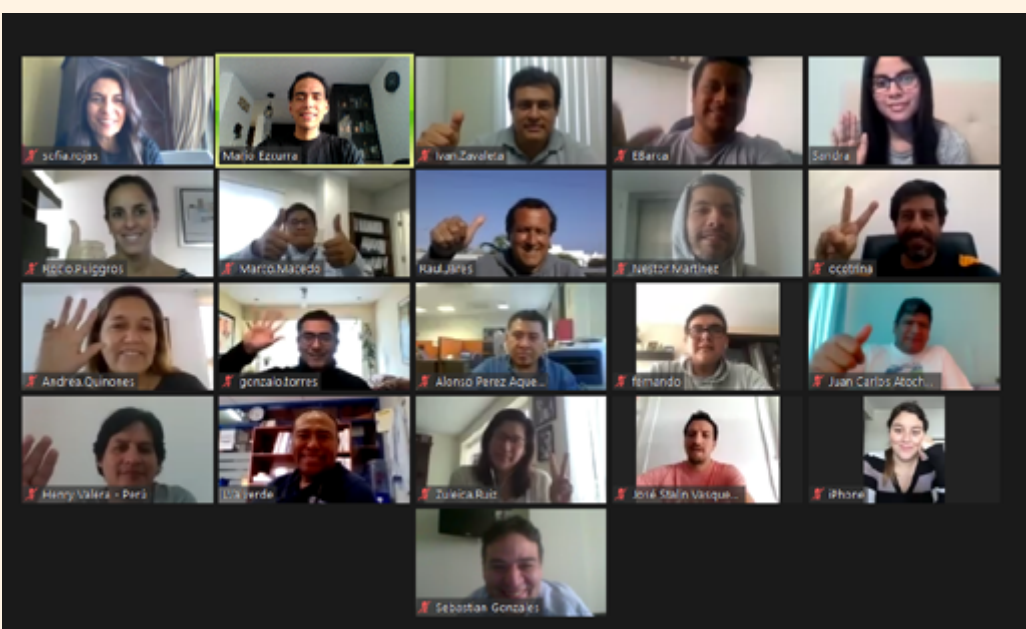 sofia.rojas
Mario Ezcurra
Ivan.Zavaleta
EBarca
Sandra
Rocio.Puiggros
Marco.Macedo
Raul.Jares
Nestor.Martinez
ocotrina
Andrea.Quinones
gonzalo.torres
Alonso Perez Aque...
fernando
Juan Carlos Atoch...
Henry Valera - Perú
Zuleica.Ruiz
José Stalin Vasque...
iPhone
Sebastian Gonzales